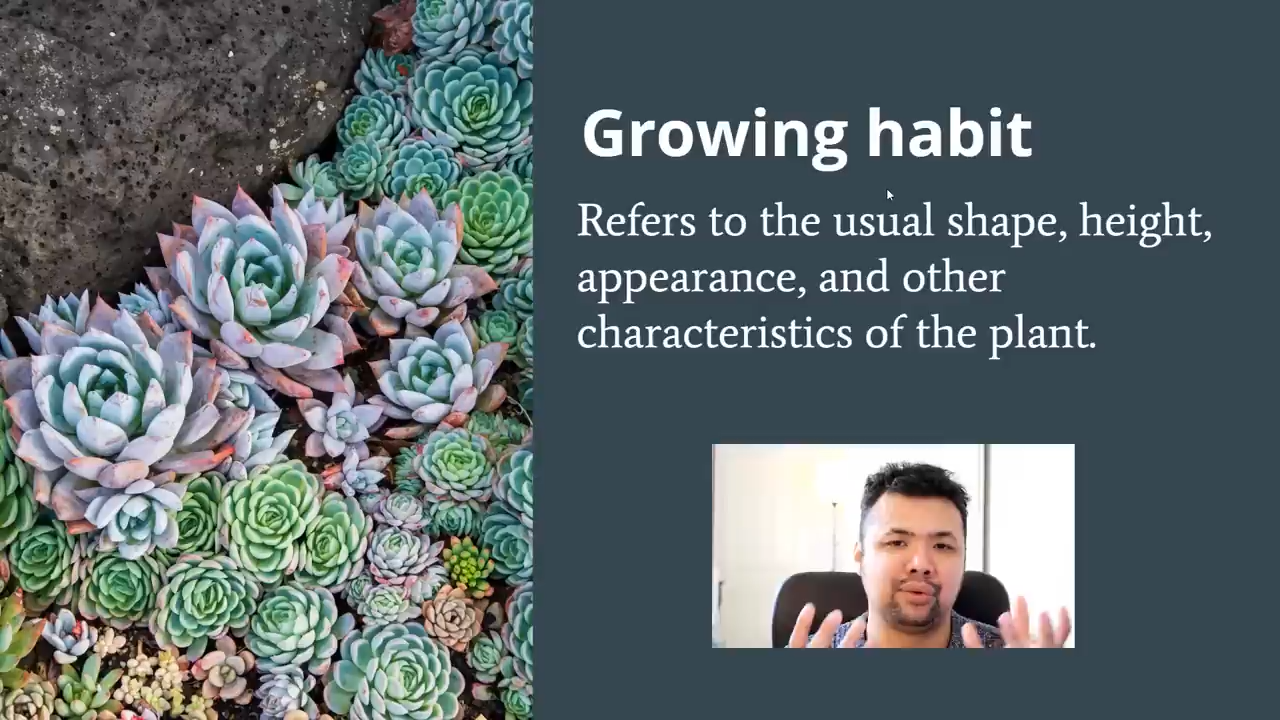 Growing habit
Refers to the usual shape, height,
appearance, and other
characteristics of the plant.